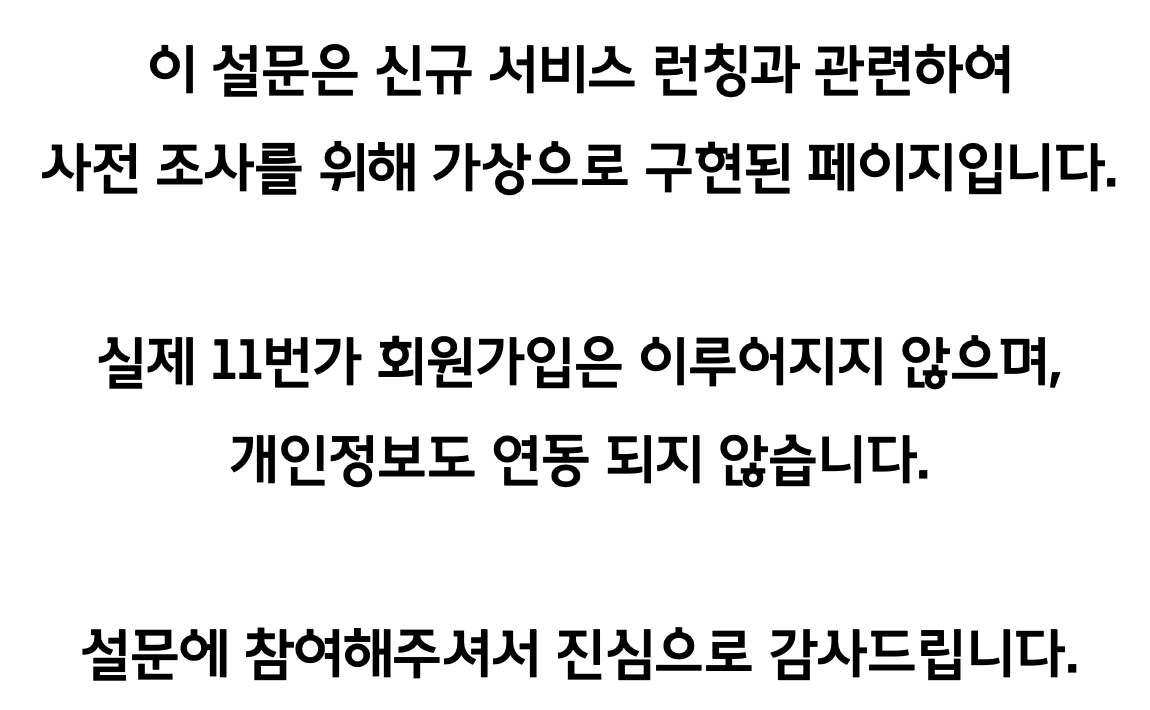 이 설문은 신규 서비스 런칭과 관련하여
사전 조사를 위해 가상으로 구현된 페이지입니다.
실제 11번가 회원가입은 이루어지지 않으며,
개인정보도 연동 되지 않습니다.
설문에 참여해주셔서 진심으로 감사드립니다.